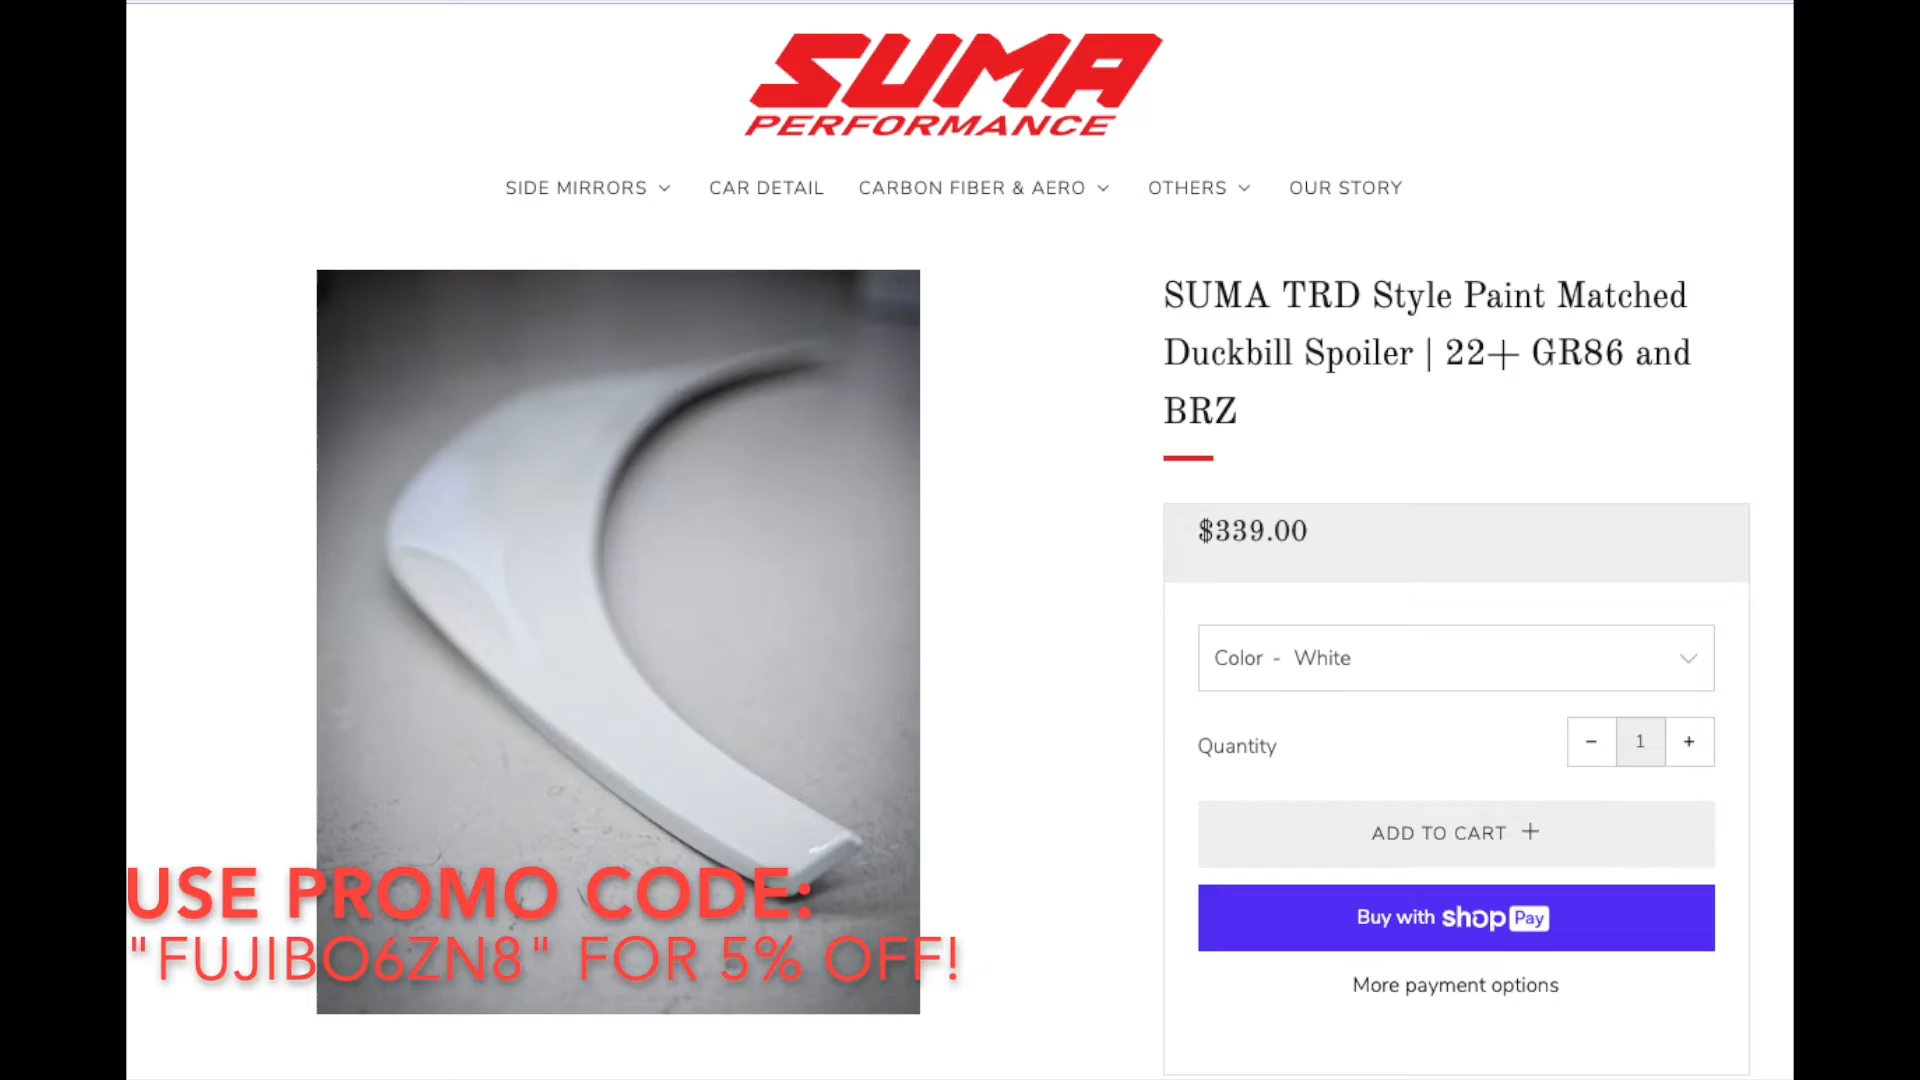 SUMA
PERFORMANCE
SIDE MIRRORS CAR DETAIL CARBON FIBER & AERO OTHERS OUR STORY
SUMA TRD Style Paint Matched
Duckbill Spoiler | 22+ GR86 and
BRZ
$339.00
Color - White
Quantity - 1 +
ADD TO CART +
Buy with shop Pay
More payment options
USE PROMO CODE:
"FUJIBO6ZN8" FOR 5% OFF!